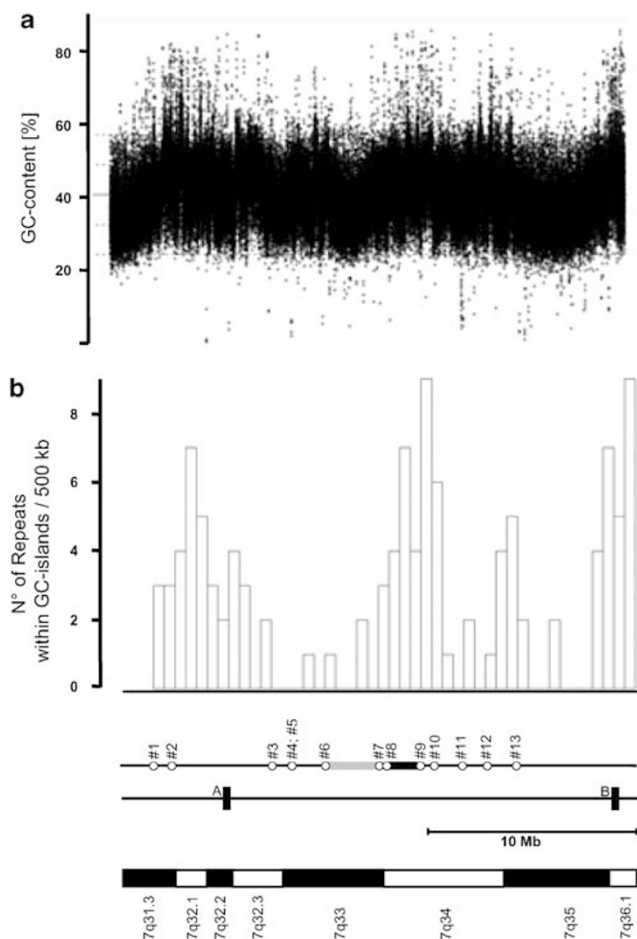 a
80
60
40
20
GC-content [%]
b
8
6
4
2
0
N° of Repeats
within GC-islands / 500 kb
#1
#2
#3
#4; #5
#6
#7
#8
#9
#10
#11
#12
#13
A
B
10 Mb
7q31.3
7q32.1
7q32.2
7q32.3
7q33
7q34
7q35
7q36.1